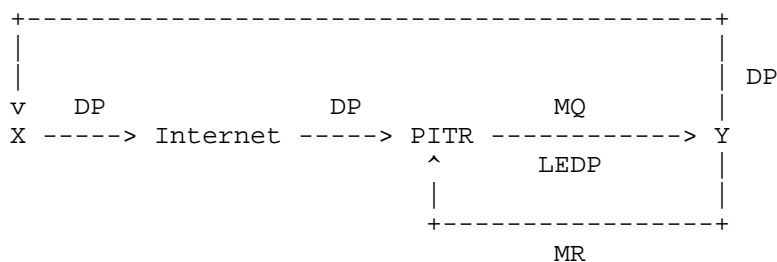 DP
v DP DP MQ
X -----> Internet -----> PITR ------------> Y
^ LEDP
MR